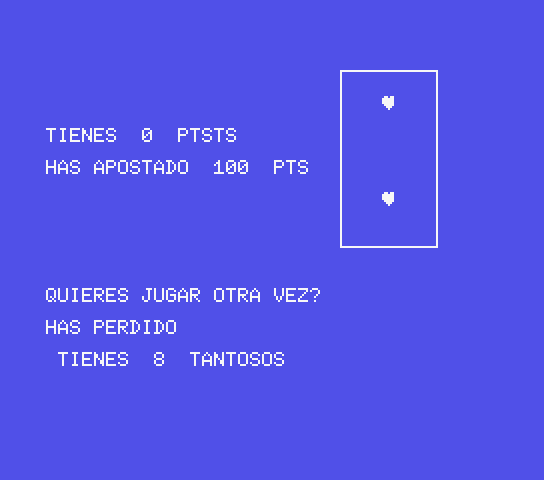 TIENES 0 PTSTS
HAS APOSTADO 100 PTS
QUIERES JUGAR OTRA VEZ?
HAS PERDIDO
TIENES 8 TANTOSOS